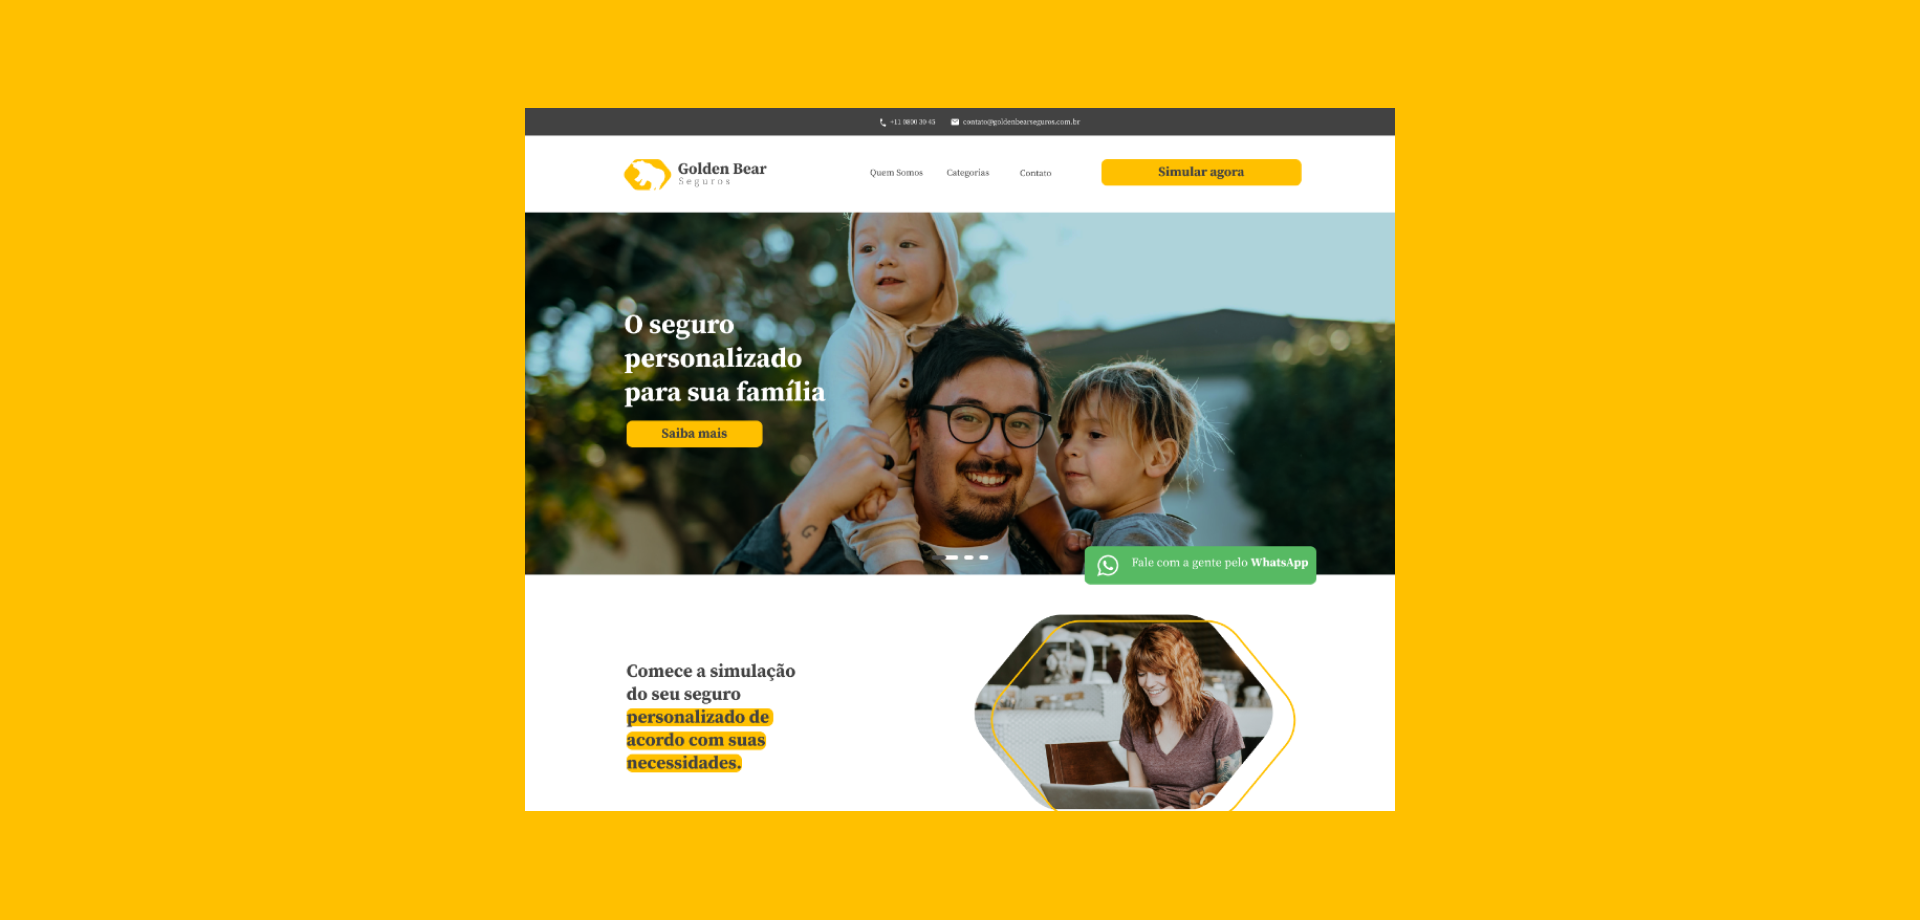 +11 9800 39 45 contato@goldenbearseguros.com.br
Golden Bear
Seguros
Quem Somos Categorias Contato
Simular agora
O seguro
personalizado
para sua família
Saiba mais
Fale com a gente pelo WhatsApp
Comece a simulação
do seu seguro
personalizado de
acordo com suas
necessidades.